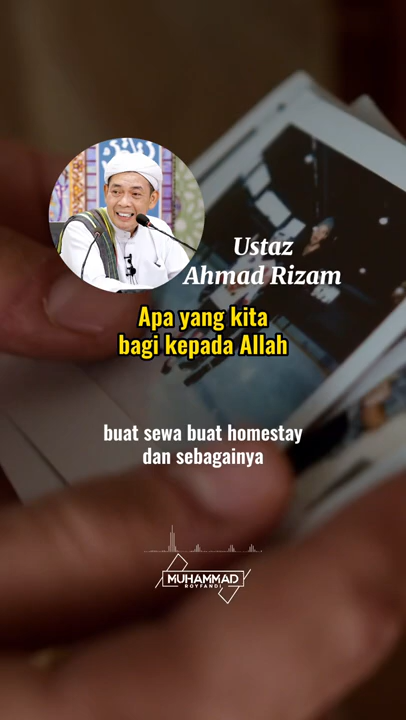 Ustaz
Ahmad Rizam
Apa yang kita
bagi kepada Allah
buat sewa buat homestay
dan sebagainya
MUHAMMAD
ROYFANDI